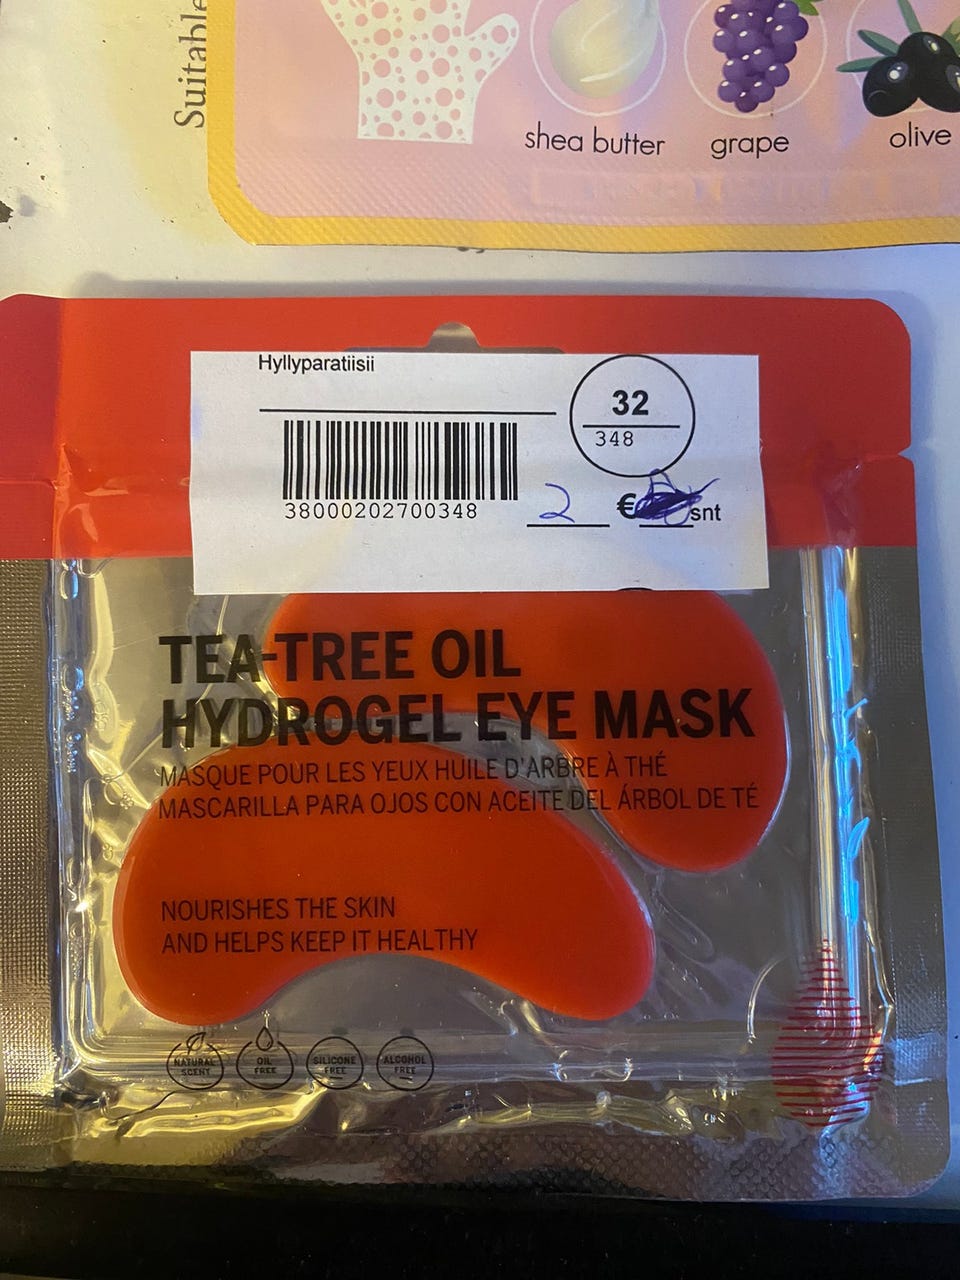 Suitable
shea butter
grape
olive
Hyllyparatiisii
32
348
38000202700348
2 € snt
TEA-TREE OIL
HYDROGEL EYE MASK
MASQUE POUR LES YEUX HUILE D'ARBRE À THÉ
MASCARILLA PARA OJOS CON ACEITE DEL ÁRBOL DE TÉ
NOURISHES THE SKIN
AND HELPS KEEP IT HEALTHY
NATURAL
SCENT
OIL
FREE
SILICONE
FREE
ALCOHOL
FREE